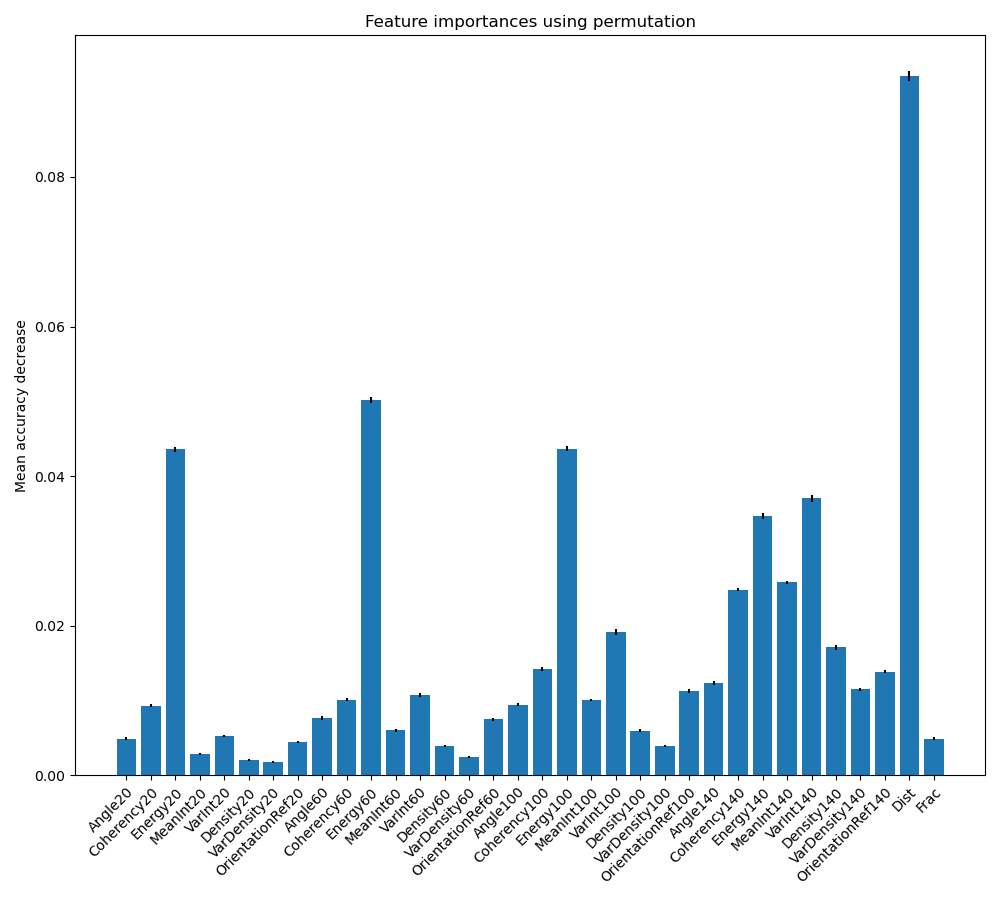 Feature importances using permutation
Mean accuracy decrease
0.08
0.06
0.04
0.02
0.00
Angle20
Coherency20
Energy20
MeanInt20
VarInt20
Density20
VarDensity20
OrientationRef20
Angle60
Coherency60
Energy60
MeanInt60
VarInt60
Density60
VarDensity60
OrientationRef60
Angle100
Coherency100
Energy100
MeanInt100
VarInt100
Density100
VarDensity100
OrientationRef100
Angle140
Coherency140
Energy140
MeanInt140
VarInt140
Density140
VarDensity140
OrientationRef140
Dist
Frac